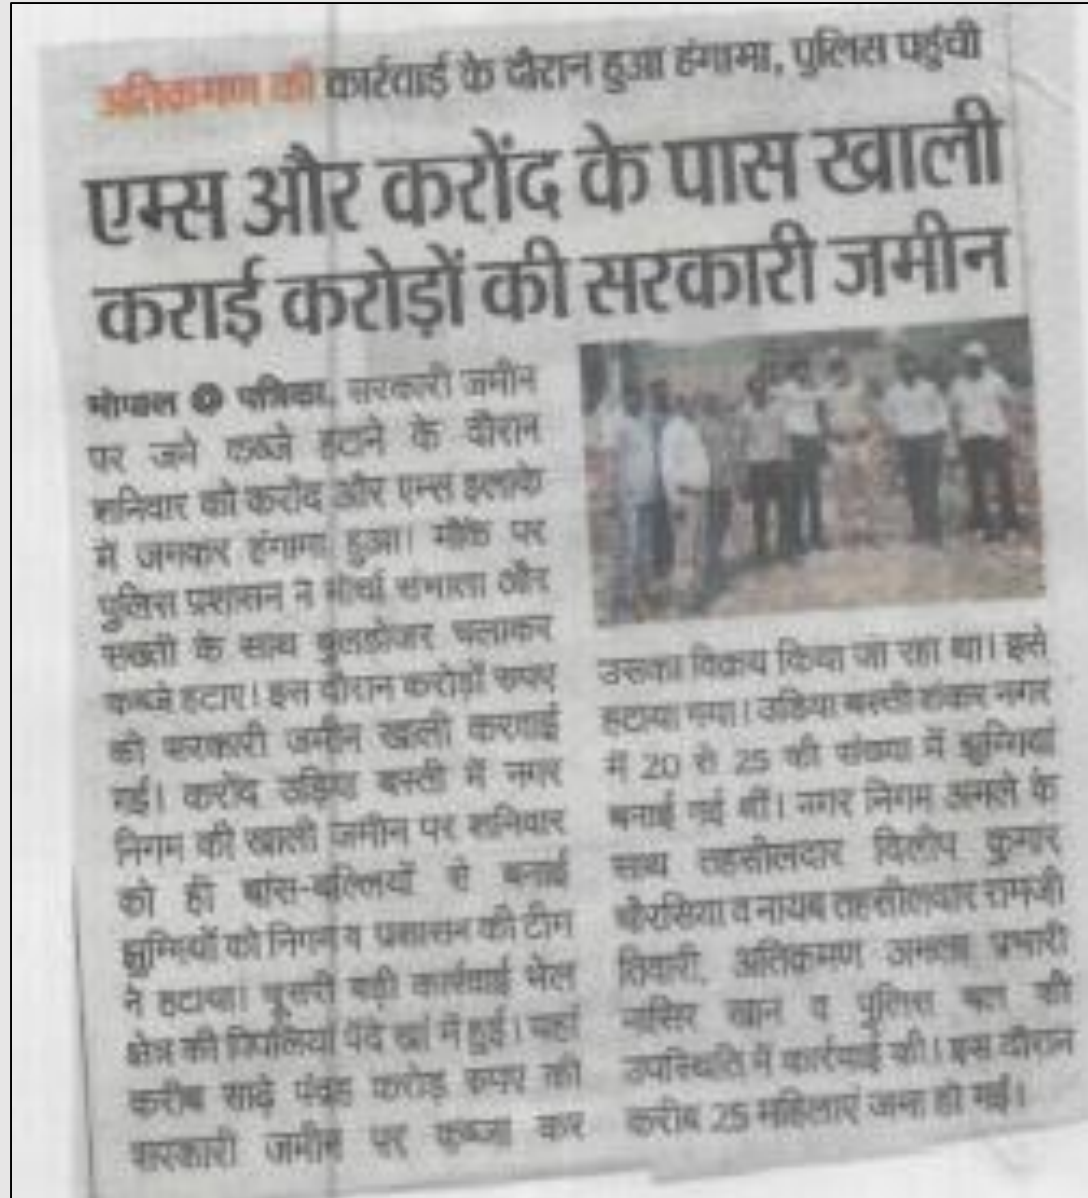 अतिक्रमण की कार्रवाई के दौरान हुआ हंगामा, पुलिस पहुंची
एम्स और करोंद के पास खाली
कराई करोड़ों की सरकारी जमीन
भोपाल @ पत्रिका. सरकारी जमीन
पर जमे कब्जे हटाने के दौरान
शनिवार को करोंद और एम्स इलाके
में जमकर हंगामा हुआ। मौके पर
पुलिस प्रशासन ने मोर्चा संभाला और
सख्ती के साथ बुलडोजर चलाकर
कब्जे हटाए। इस दौरान करोड़ों रुपए
की सरकारी जमीन खाली करवाई
गई। करोंद उड़िया बस्ती में नगर
निगम की खाली जमीन पर शनिवार
को ही बांस-बल्लियों से बनाई
झुग्गियों को निगम व प्रशासन की टीम
ने हटाया। दूसरी बड़ी कार्रवाई भेल
क्षेत्र की पिपलिया पेंदे खां में हुई। यहां
करीब साढ़े पंद्रह करोड़ रुपए की
सरकारी जमीन पर कब्जा कर
उसका विक्रय किया जा रहा था। इसे
हटाया गया। उडिया बस्ती शंकर नगर
में 20 से 25 की संख्या में झुग्गियां
बनाई गई थीं। नगर निगम अमले के
साथ तहसीलदार दिलीप कुमार
चौरसिया व नायब तहसीलदार रामजी
तिवारी, अतिक्रमण अमला प्रभारी
नासिर खान व पुलिस बल की
उपस्थिति में कार्रवाई की। इस दौरान
करीब 25 महिलाएं जमा हो गईं।